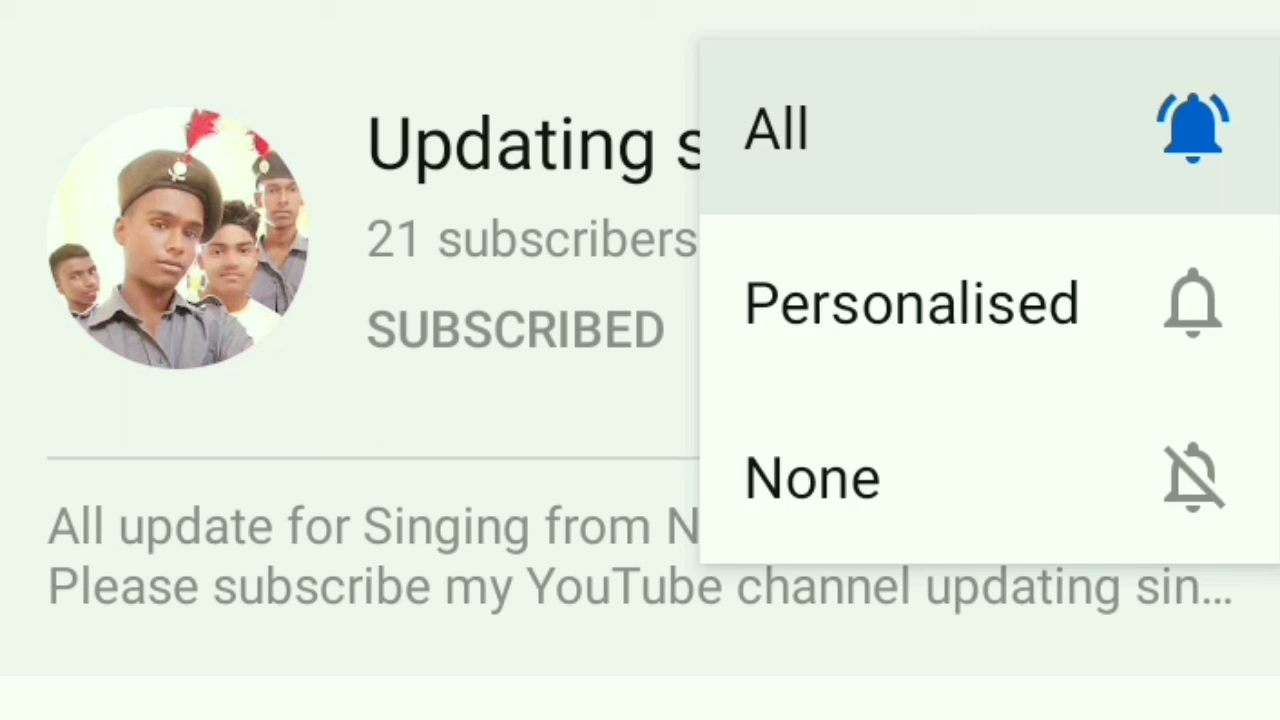 Updating s
21 subscribers
SUBSCRIBED
All
Personalised
None
All update for Singing from N
Please subscribe my YouTube channel updating sin...